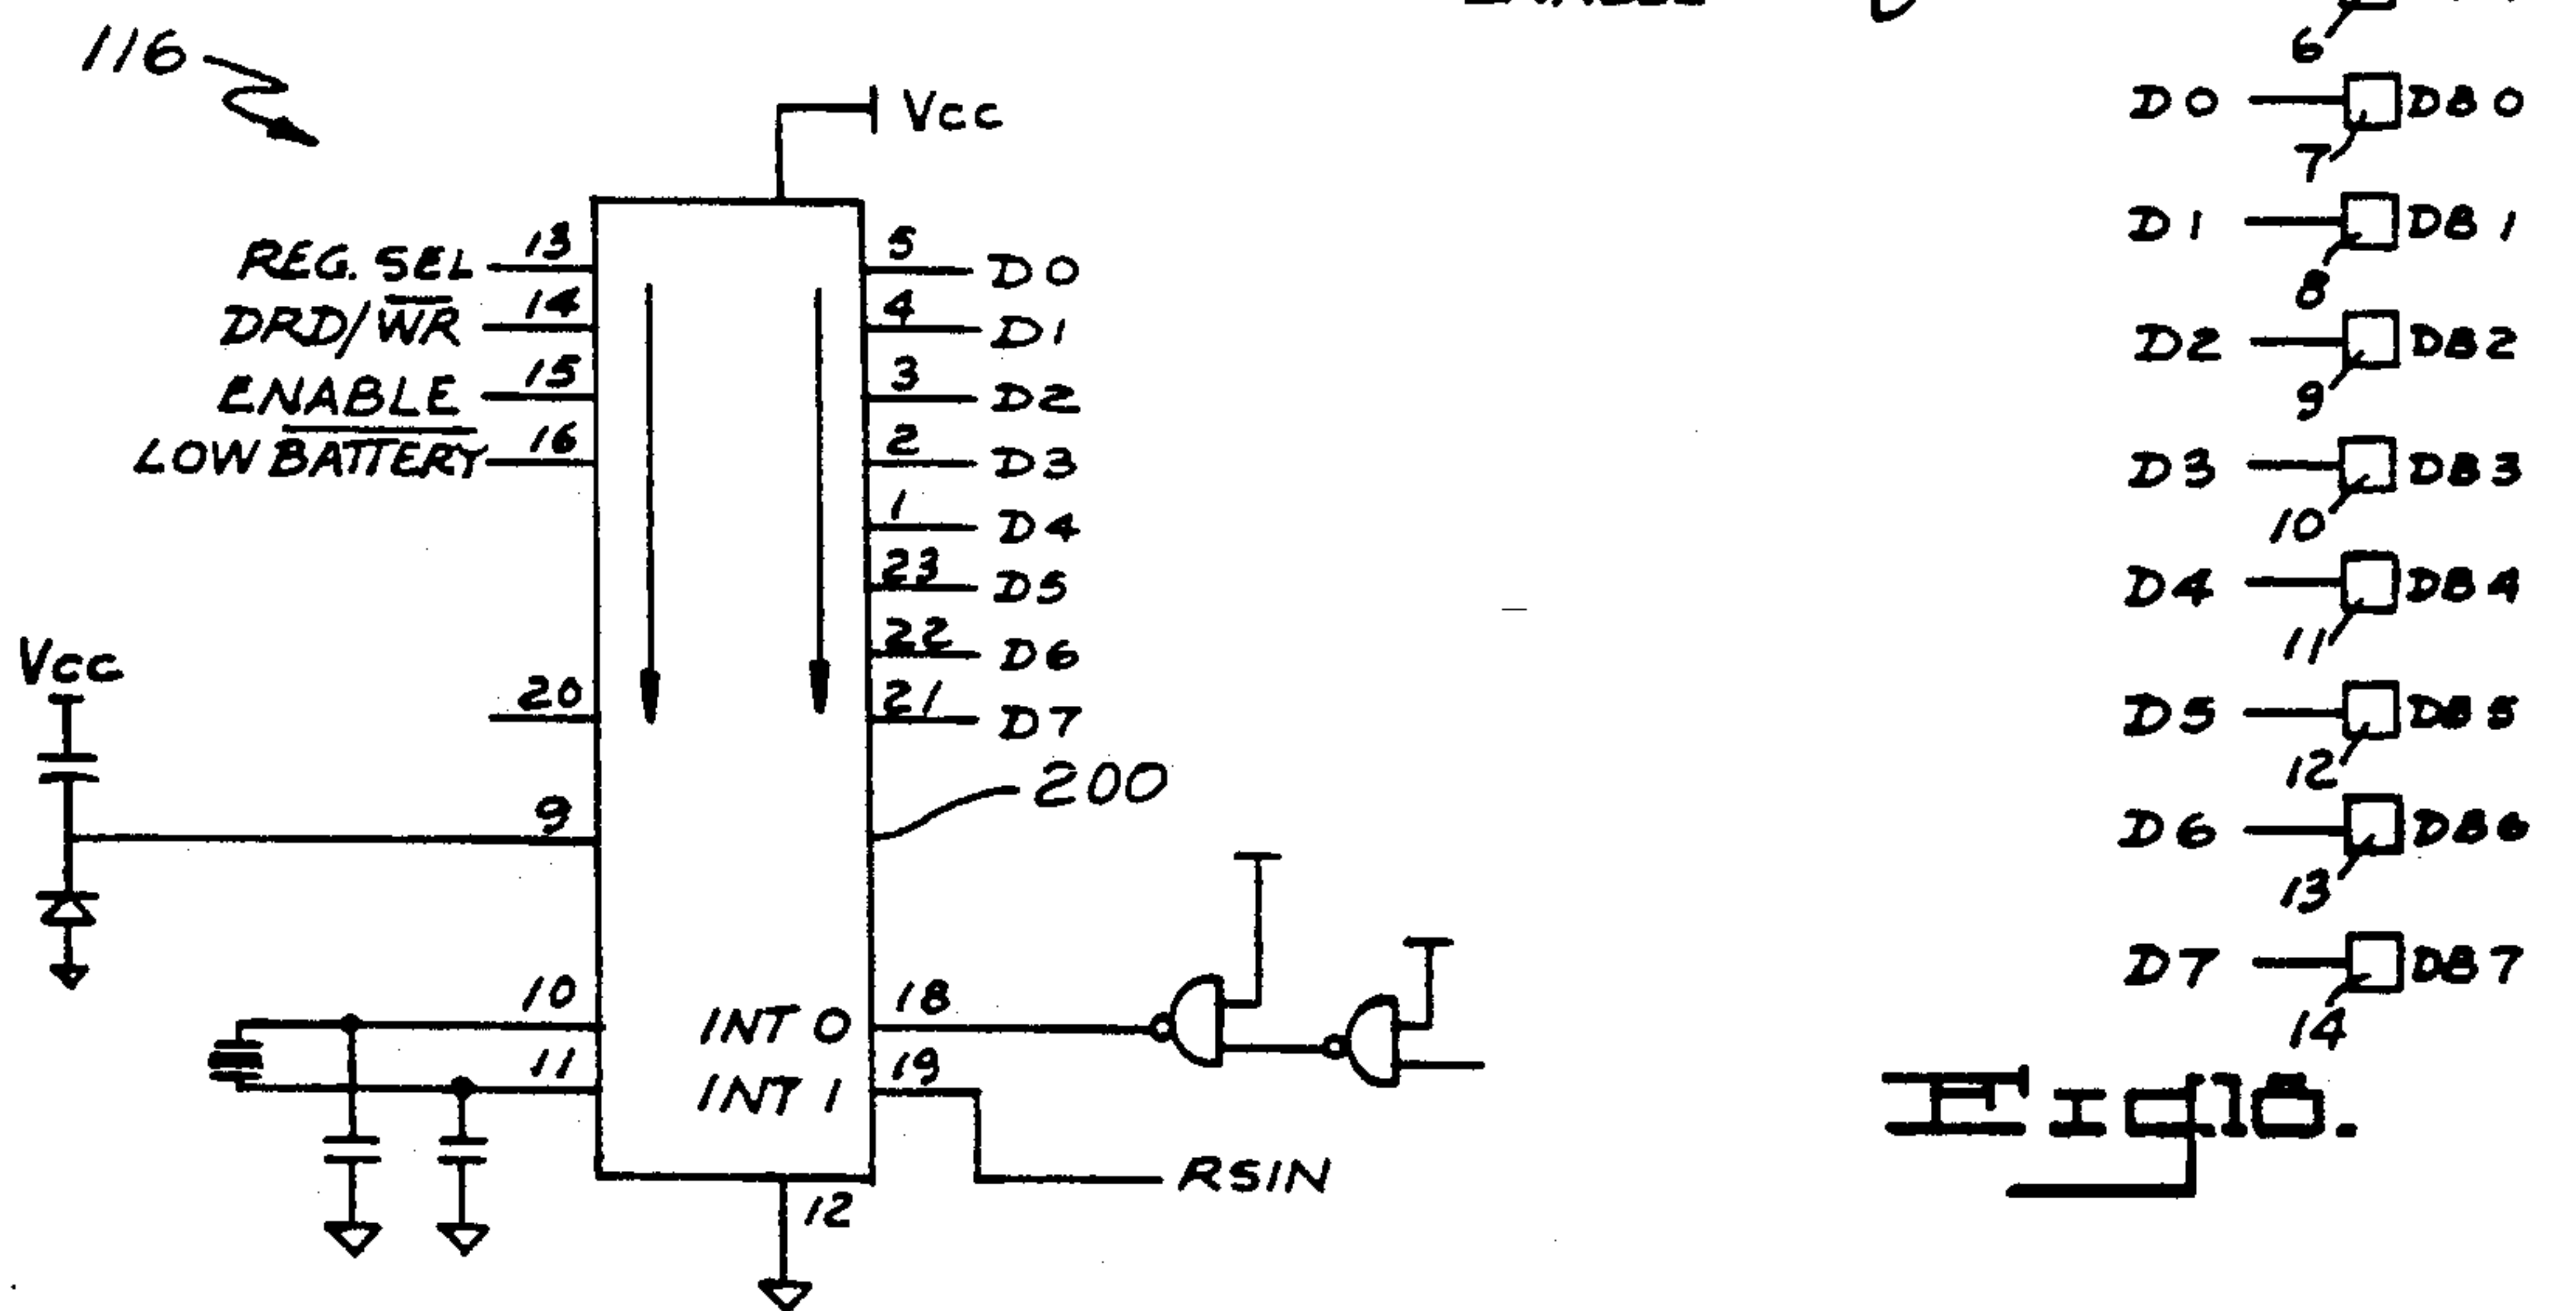 116
Vcc
REG. SEL 13
DRD/W̅R̅ 14
ENABLE 15
LOW B̅A̅T̅T̅E̅R̅Y̅ 16
5 D0
4 D1
3 D2
2 D3
1 D4
23 D5
22 D6
21 D7
Vcc
20
9
200
10
11
INT 0 18
INT 1 19
RSIN
12
6
D0 DB0
7
D1 DB1
8
D2 DB2
9
D3 DB3
10
D4 DB4
11
D5 DB5
12
D6 DB6
13
D7 DB7
14